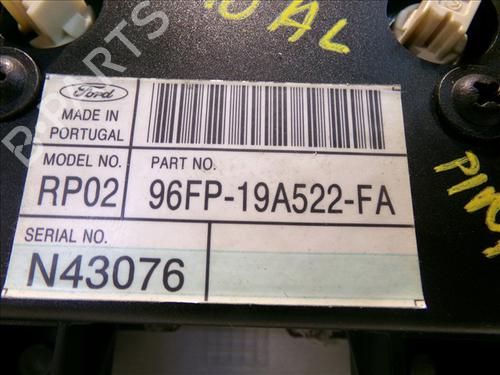 Ford
MADE IN
PORTUGAL
MODEL NO.
PART NO.
RP02
96FP-19A522-FA
SERIAL NO.
N43076